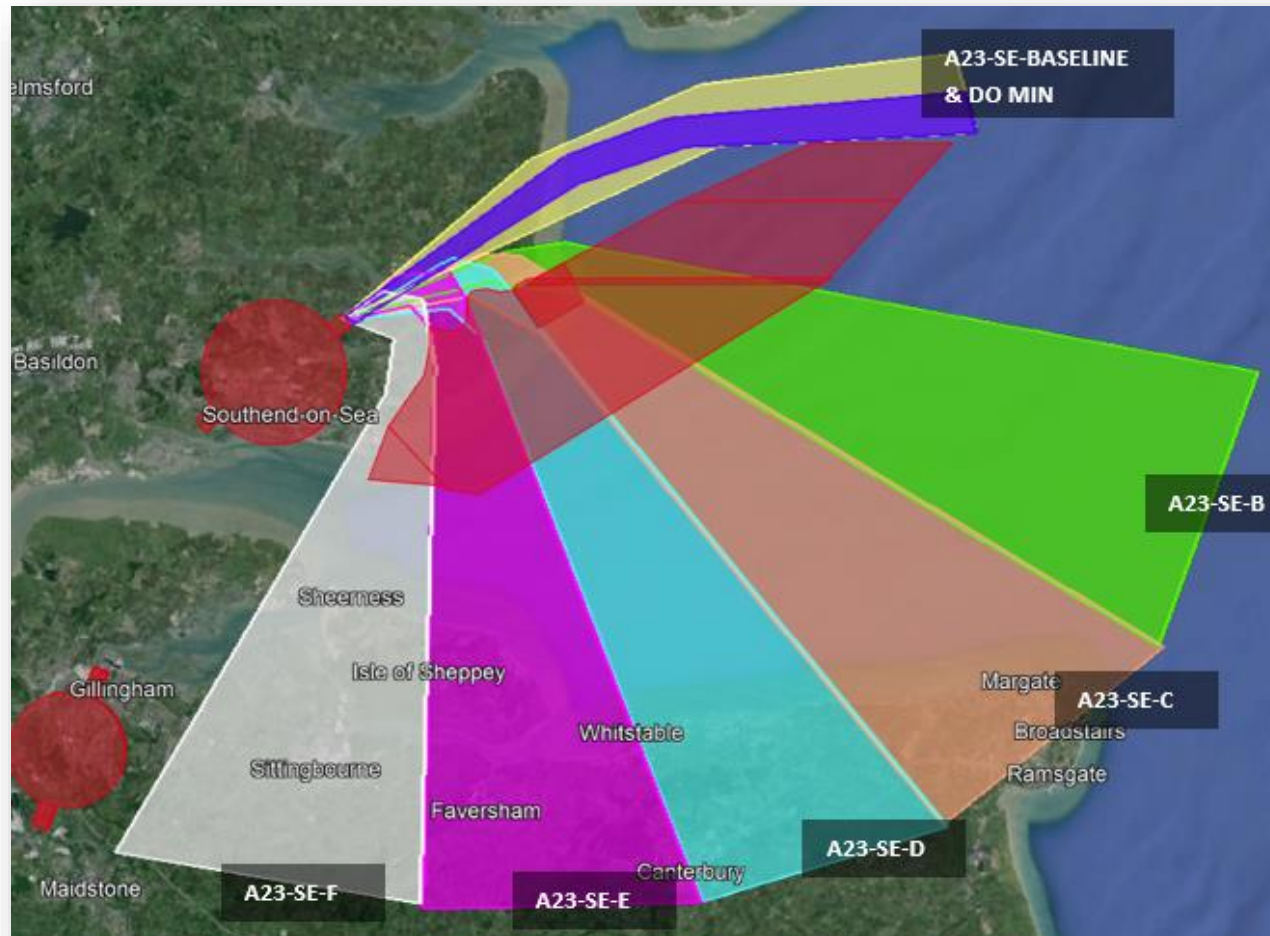 elmsford
A23-SE-BASELINE
& DO MIN
Basildon
Southend-on-Sea
A23-SE-B
Sheerness
Isle of Sheppey
Gillingham
Margate
A23-SE-C
Whitstable
Broadstairs
Sittingbourne
Ramsgate
Faversham
A23-SE-D
Canterbury
Maidstone
A23-SE-F
A23-SE-E